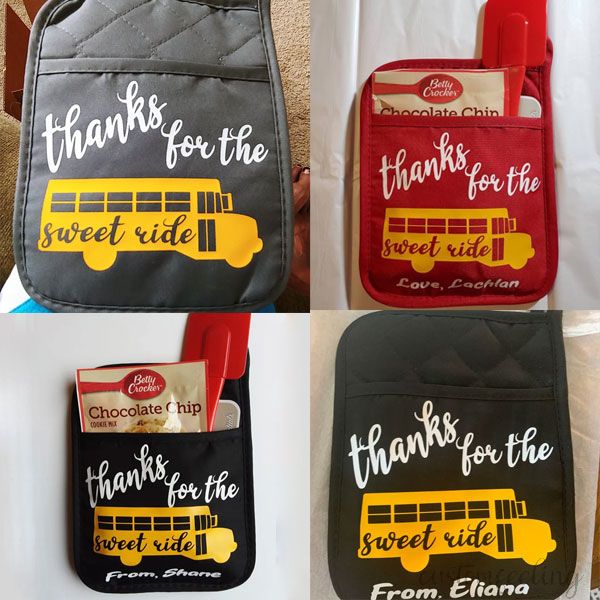 thanks
for the
sweet ride
Betty
Crocker
Chocolate Chip
thanks
for the
sweet ride
Love, Lachlan
Betty
Crocker
Chocolate Chip
COOKIE MIX
thanks
for the
sweet ride
From, Shane
thanks
for the
sweet ride
From, Eliana